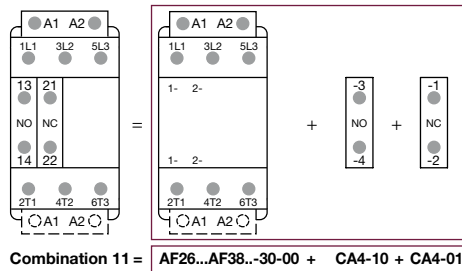 A1 A2 A1 A2
1L1 3L2 5L3 1L1 3L2 5L3
13 21 1- 2- -3 -1
NO NC = + NO + NC
14 22 1- 2- -4 -2
2T1 4T2 6T3 2T1 4T2 6T3
A1 A2 A1 A2
Combination 11 = AF26...AF38..-30-00 + CA4-10 + CA4-01